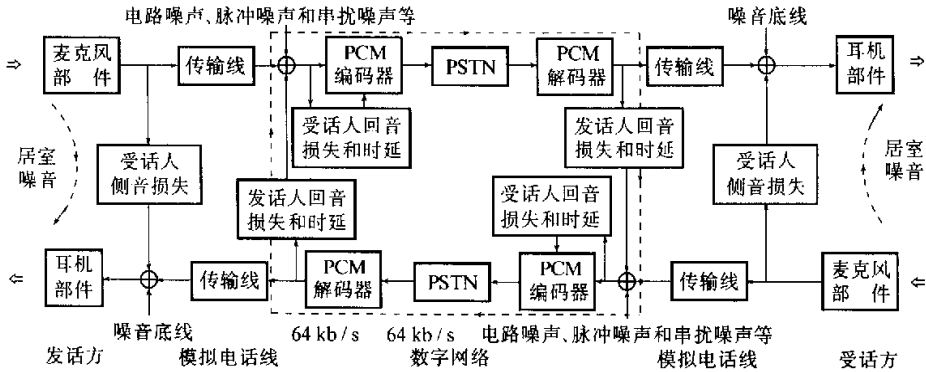 电路噪声、脉冲噪声和串扰噪声等
噪音底线
麦克风
部 件
传输线
PCM
编码器
PSTN
PCM
解码器
传输线
耳机
部件
受话人回音
损失和时延
发话人回音
损失和时延
居室
噪音
受话人
侧音损失
发话人回音
损失和时延
受话人回音
损失和时延
受话人
侧音损失
居室
噪音
耳机
部件
传输线
PCM
解码器
PSTN
PCM
编码器
传输线
麦克风
部 件
噪音底线
64 kb/s
64 kb/s
电路噪声、脉冲噪声和串扰噪声等
发话方
模拟电话线
数字网络
模拟电话线
受话方